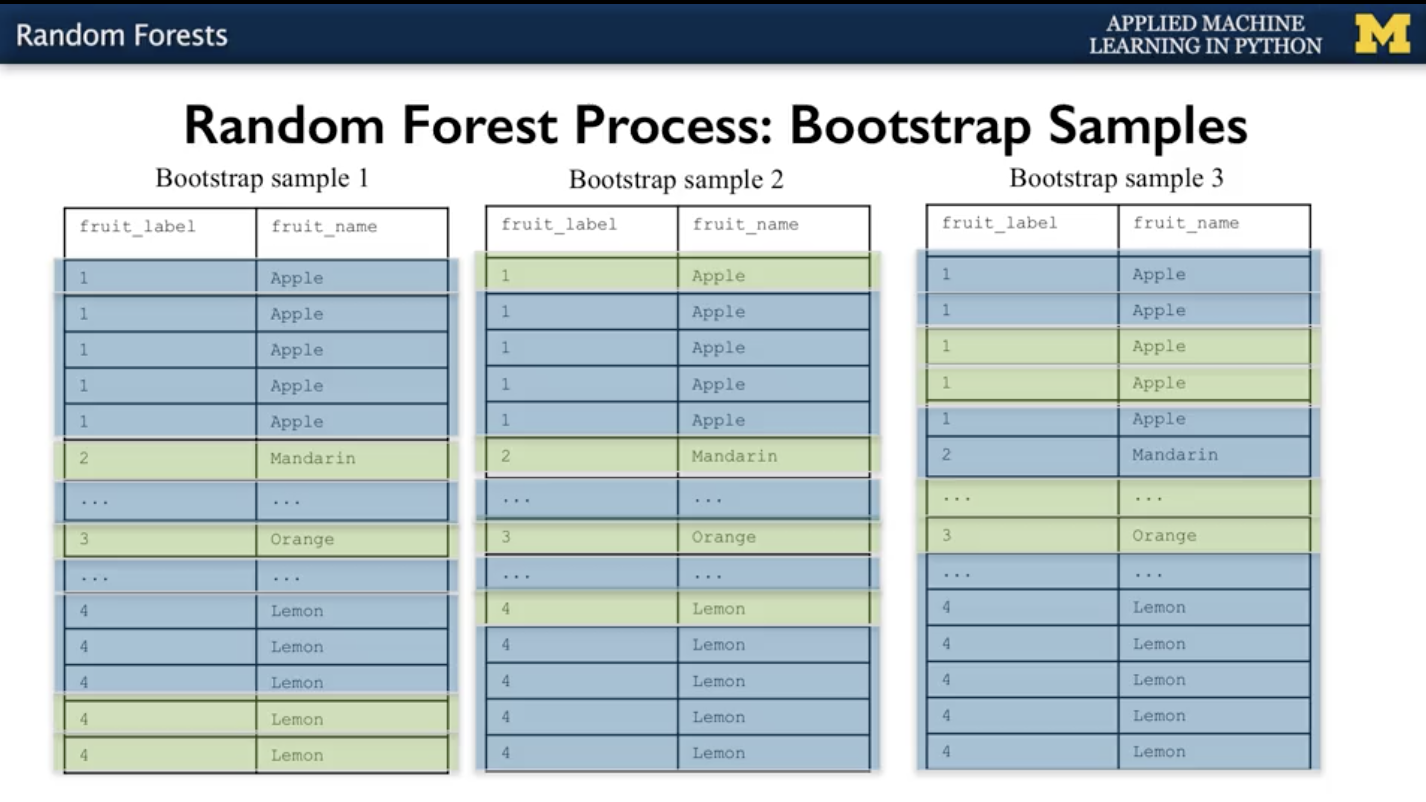 Random Forests
APPLIED MACHINE
LEARNING IN PYTHON
M
Random Forest Process: Bootstrap Samples
Bootstrap sample 1
fruit_label fruit_name
1 Apple
1 Apple
1 Apple
1 Apple
1 Apple
2 Mandarin
... ...
3 Orange
... ...
4 Lemon
4 Lemon
4 Lemon
4 Lemon
4 Lemon
Bootstrap sample 2
fruit_label fruit_name
1 Apple
1 Apple
1 Apple
1 Apple
1 Apple
2 Mandarin
... ...
3 Orange
... ...
4 Lemon
4 Lemon
4 Lemon
4 Lemon
4 Lemon
Bootstrap sample 3
fruit_label fruit_name
1 Apple
1 Apple
1 Apple
1 Apple
1 Apple
2 Mandarin
... ...
3 Orange
... ...
4 Lemon
4 Lemon
4 Lemon
4 Lemon
4 Lemon